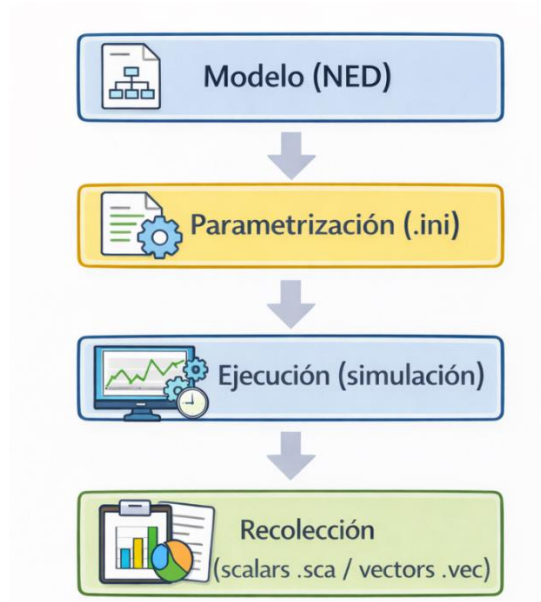 Modelo (NED)
Parametrización (.ini)
Ejecución (simulación)
Recolección
(scalars .sca / vectors .vec)